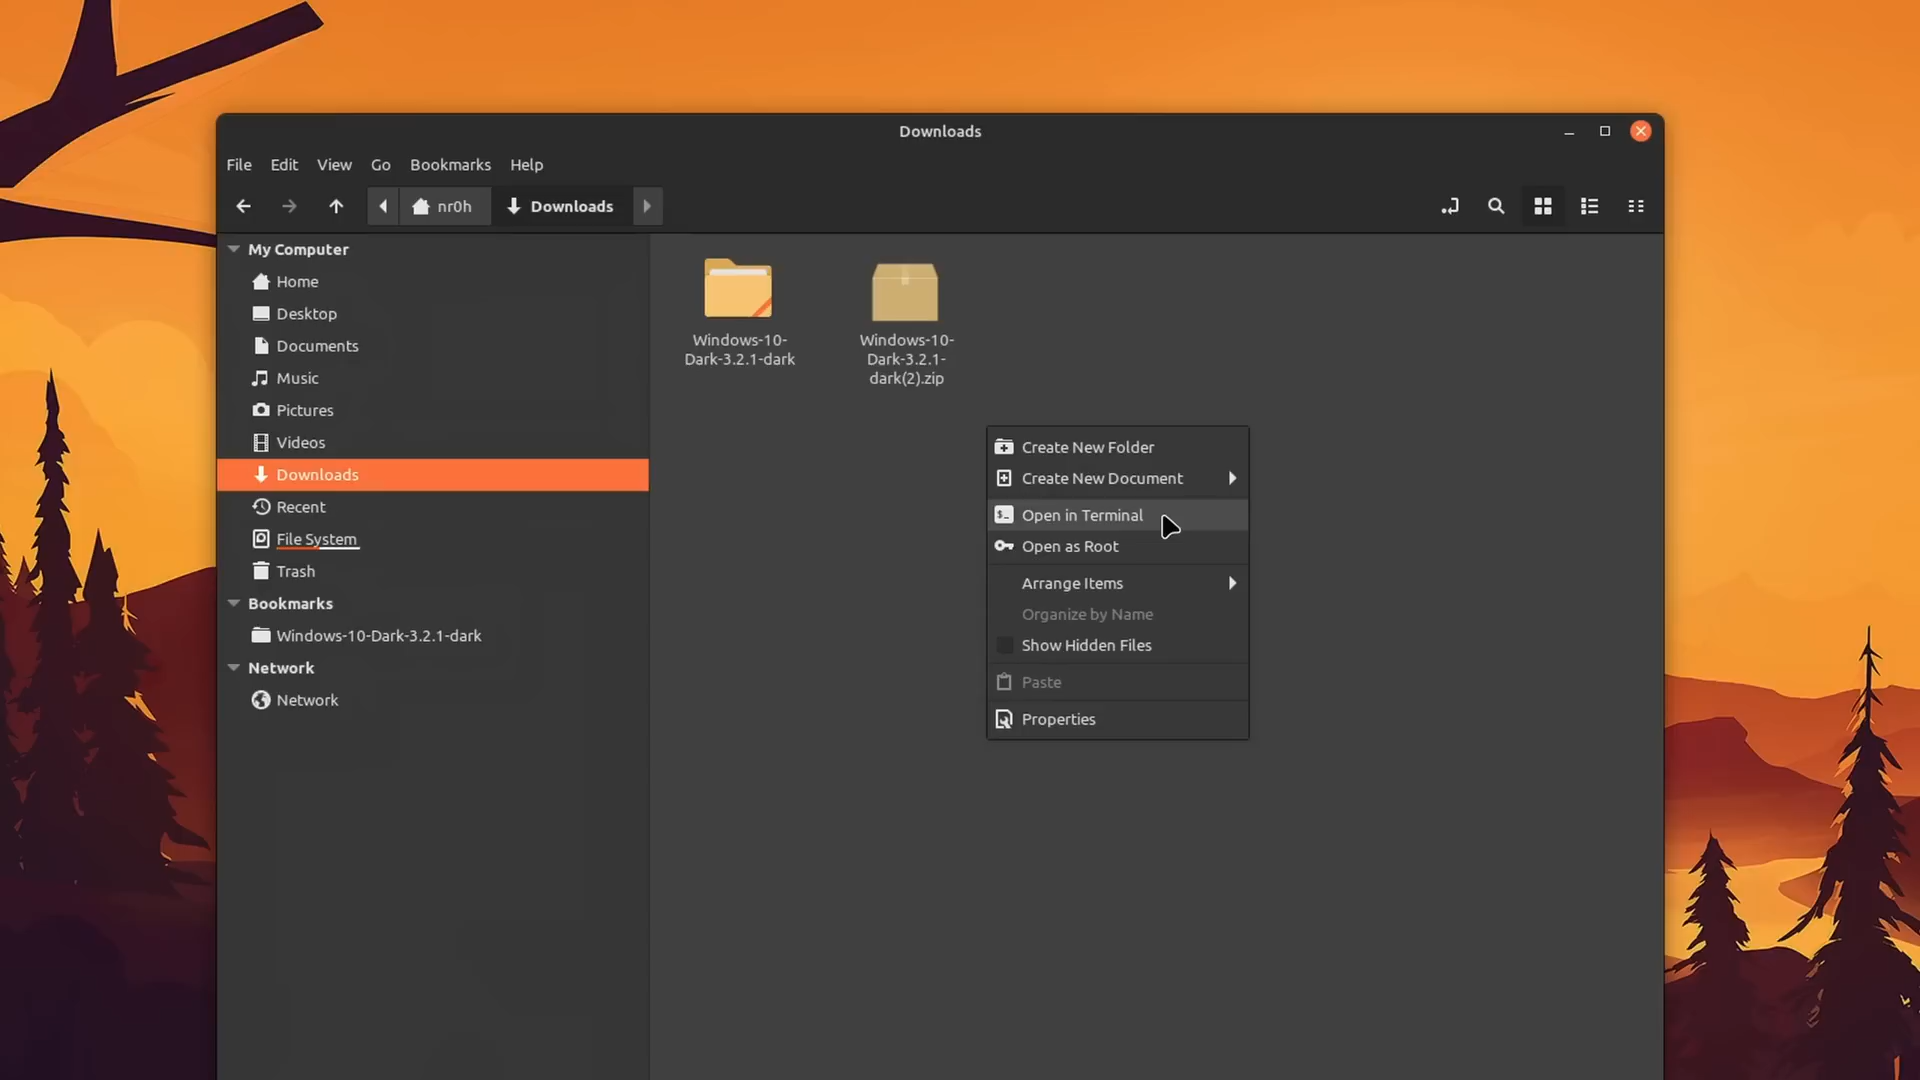 Downloads
File Edit View Go Bookmarks Help
nr0h Downloads
My Computer
Home
Desktop
Documents
Music
Pictures
Videos
Downloads
Recent
File System
Trash
Bookmarks
Windows-10-Dark-3.2.1-dark
Network
Network
Windows-10-
Dark-3.2.1-dark
Windows-10-
Dark-3.2.1-
dark(2).zip
Create New Folder
Create New Document
$_ Open in Terminal
Open as Root
Arrange Items
Organize by Name
Show Hidden Files
Paste
Properties